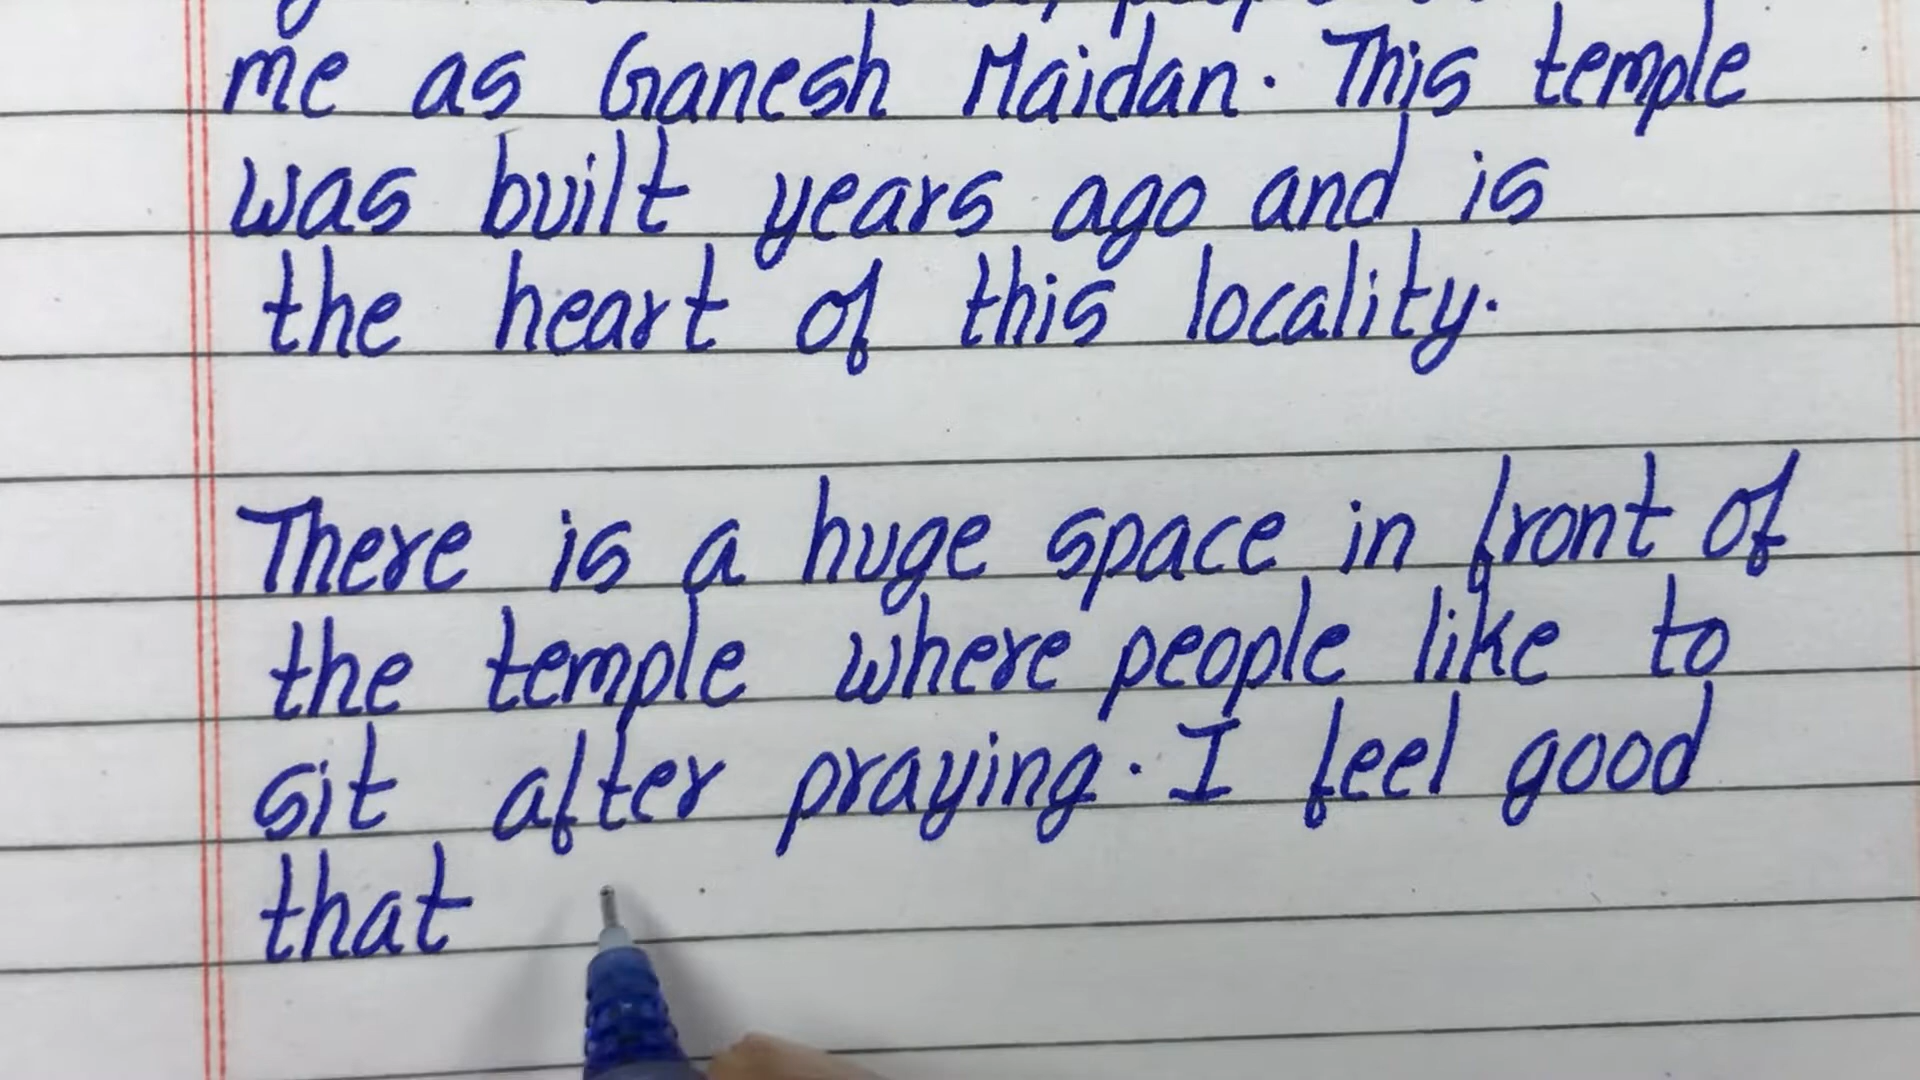 me as Ganesh Maidan. This temple
was built years ago and is
the heart of this locality.
There is a huge space in front of
the temple where people like to
sit after praying. I feel good
that